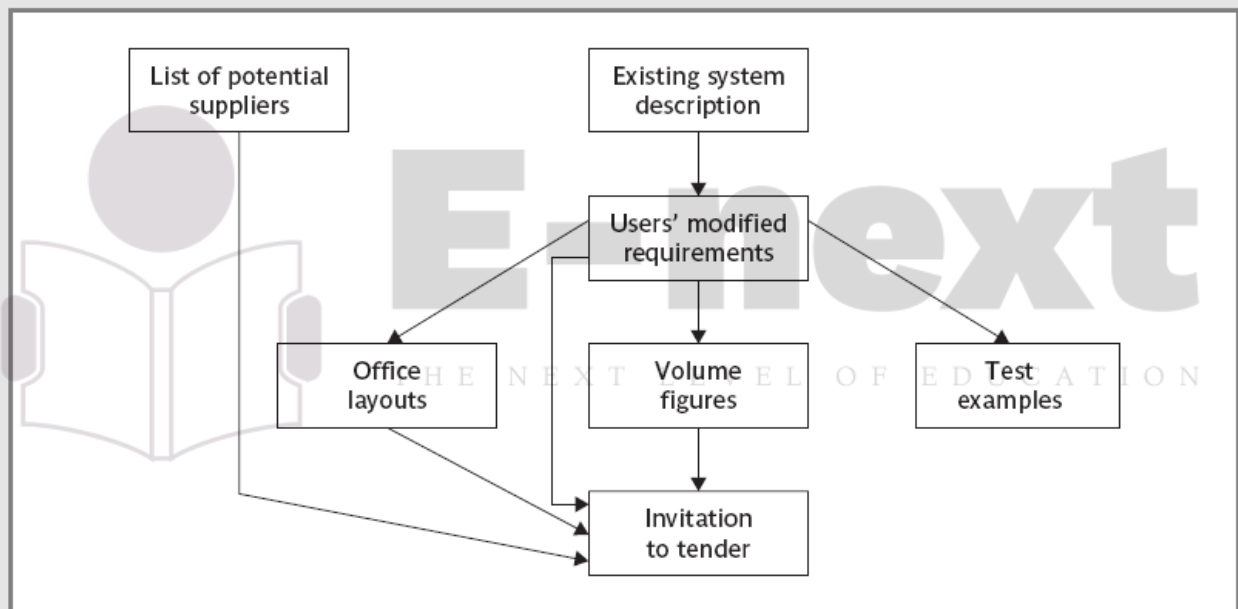 List of potential
suppliers
Existing system
description
Users’ modified
requirements
E-next
THE NEXT LEVEL OF EDUCATION
Office
layouts
Volume
figures
Test
examples
Invitation
to tender